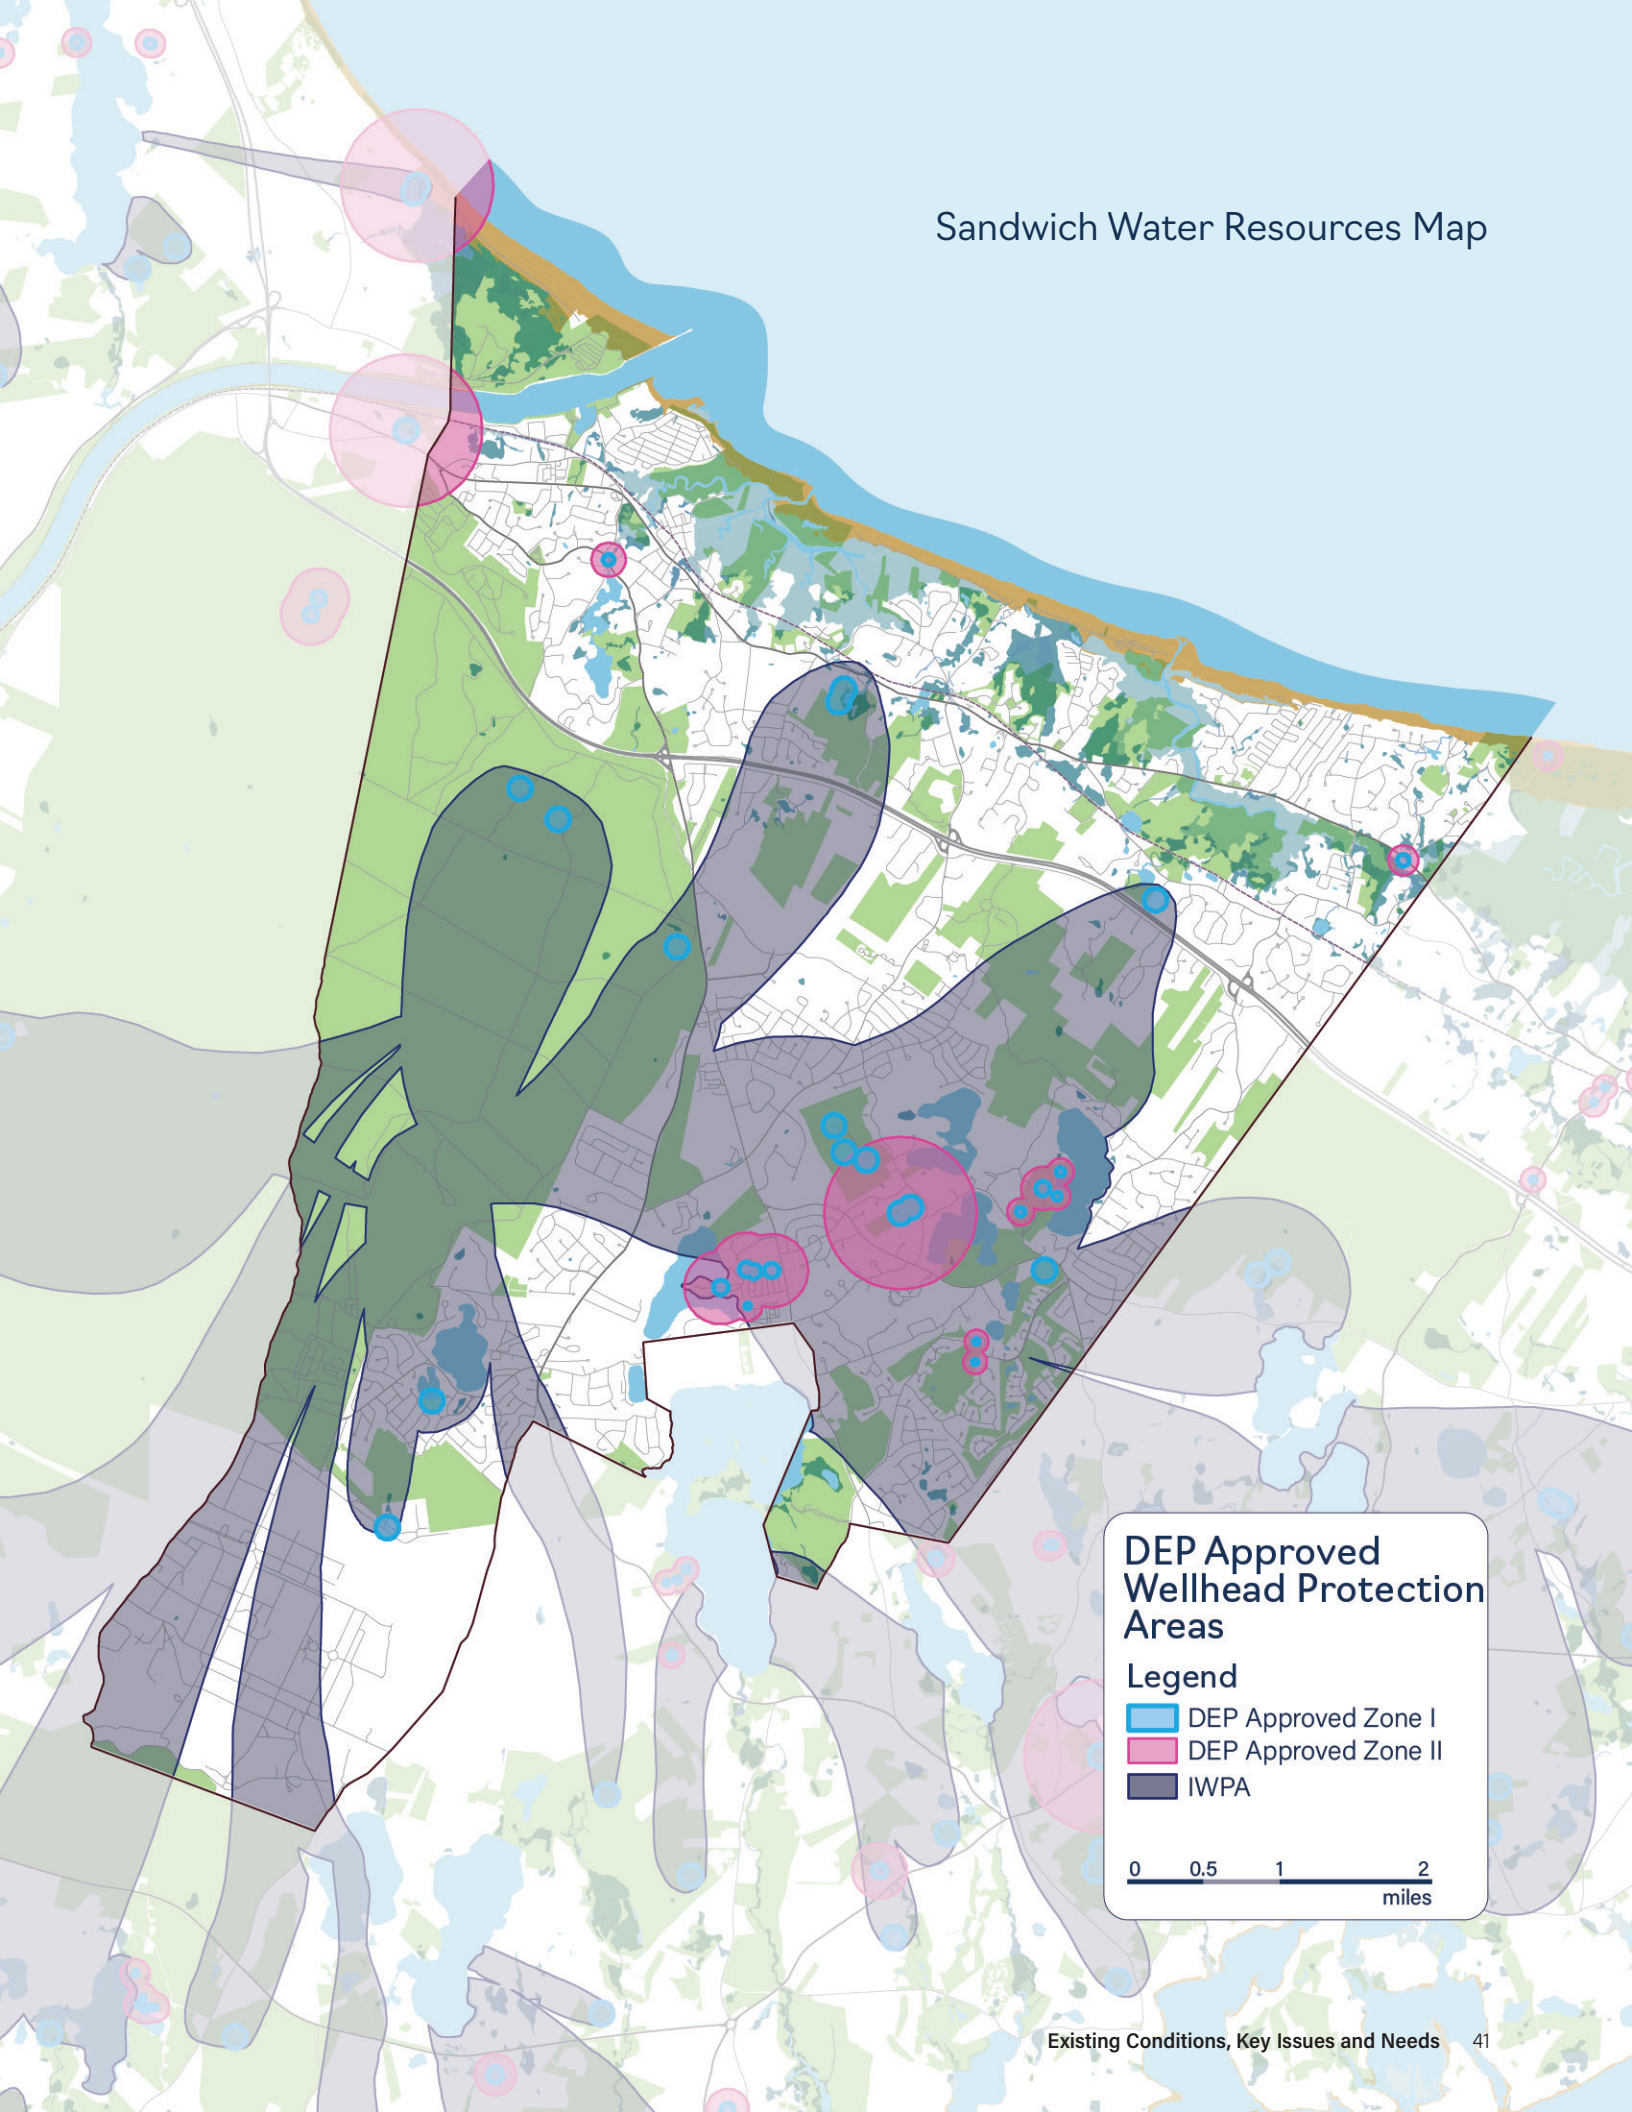 Sandwich Water Resources Map
DEP Approved
Wellhead Protection
Areas
Legend
DEP Approved Zone I
DEP Approved Zone II
IWPA
0 0.5 1 2
miles
Existing Conditions, Key Issues and Needs 41